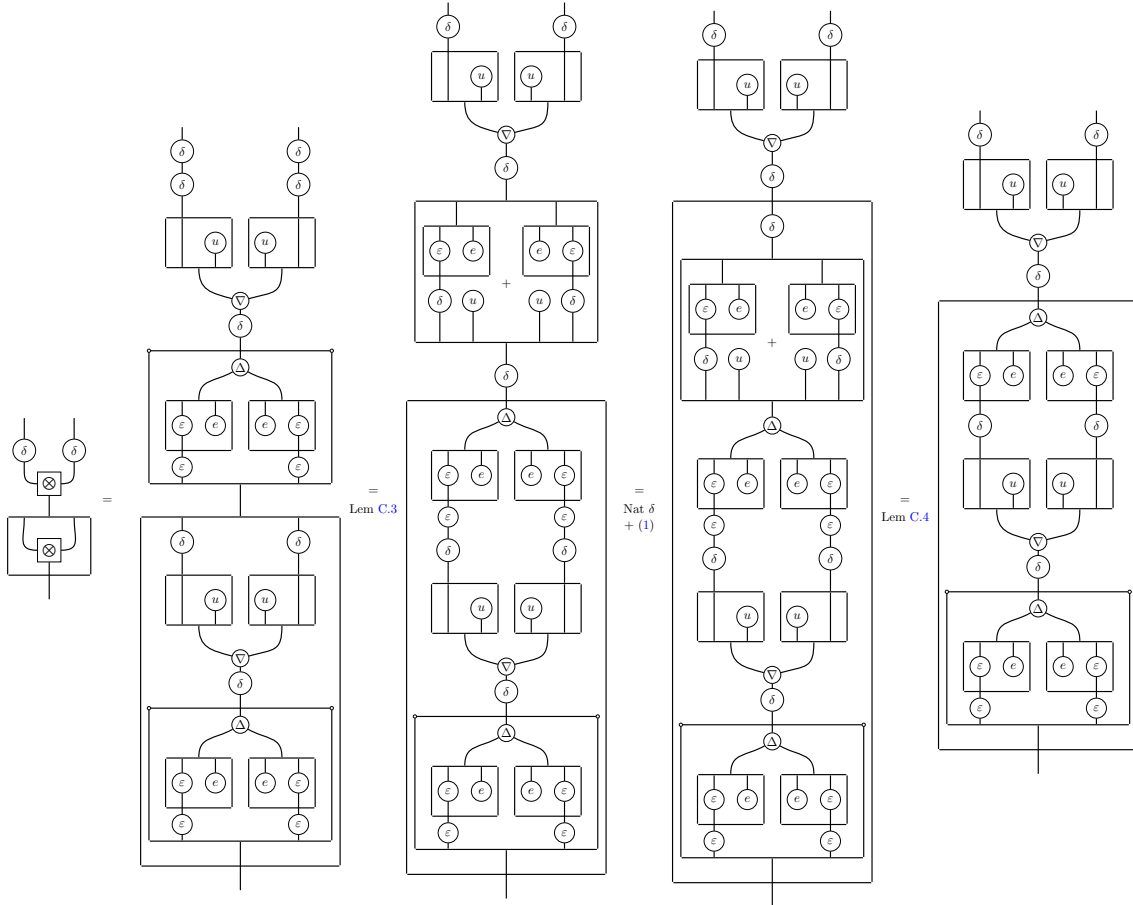 δ δ
⊗
⊗
=
δ δ
δ δ
u u
∇
δ
Δ
ε e e ε
ε ε
δ δ
u u
∇
δ
Δ
ε e e ε
ε ε
=
Lem C.3
δ δ
u u
∇
δ
ε e e ε
+
δ u u δ
δ
Δ
ε e e ε
ε ε
δ δ
u u
∇
δ
Δ
ε e e ε
ε ε
=
Nat δ
+ (1)
δ δ
u u
∇
δ
δ
ε e e ε
+
δ u u δ
Δ
ε e e ε
ε ε
δ δ
u u
∇
δ
Δ
ε e e ε
ε ε
=
Lem C.4
δ δ
u u
∇
δ
Δ
ε e e ε
δ δ
u u
∇
δ
Δ
ε e e ε
ε ε